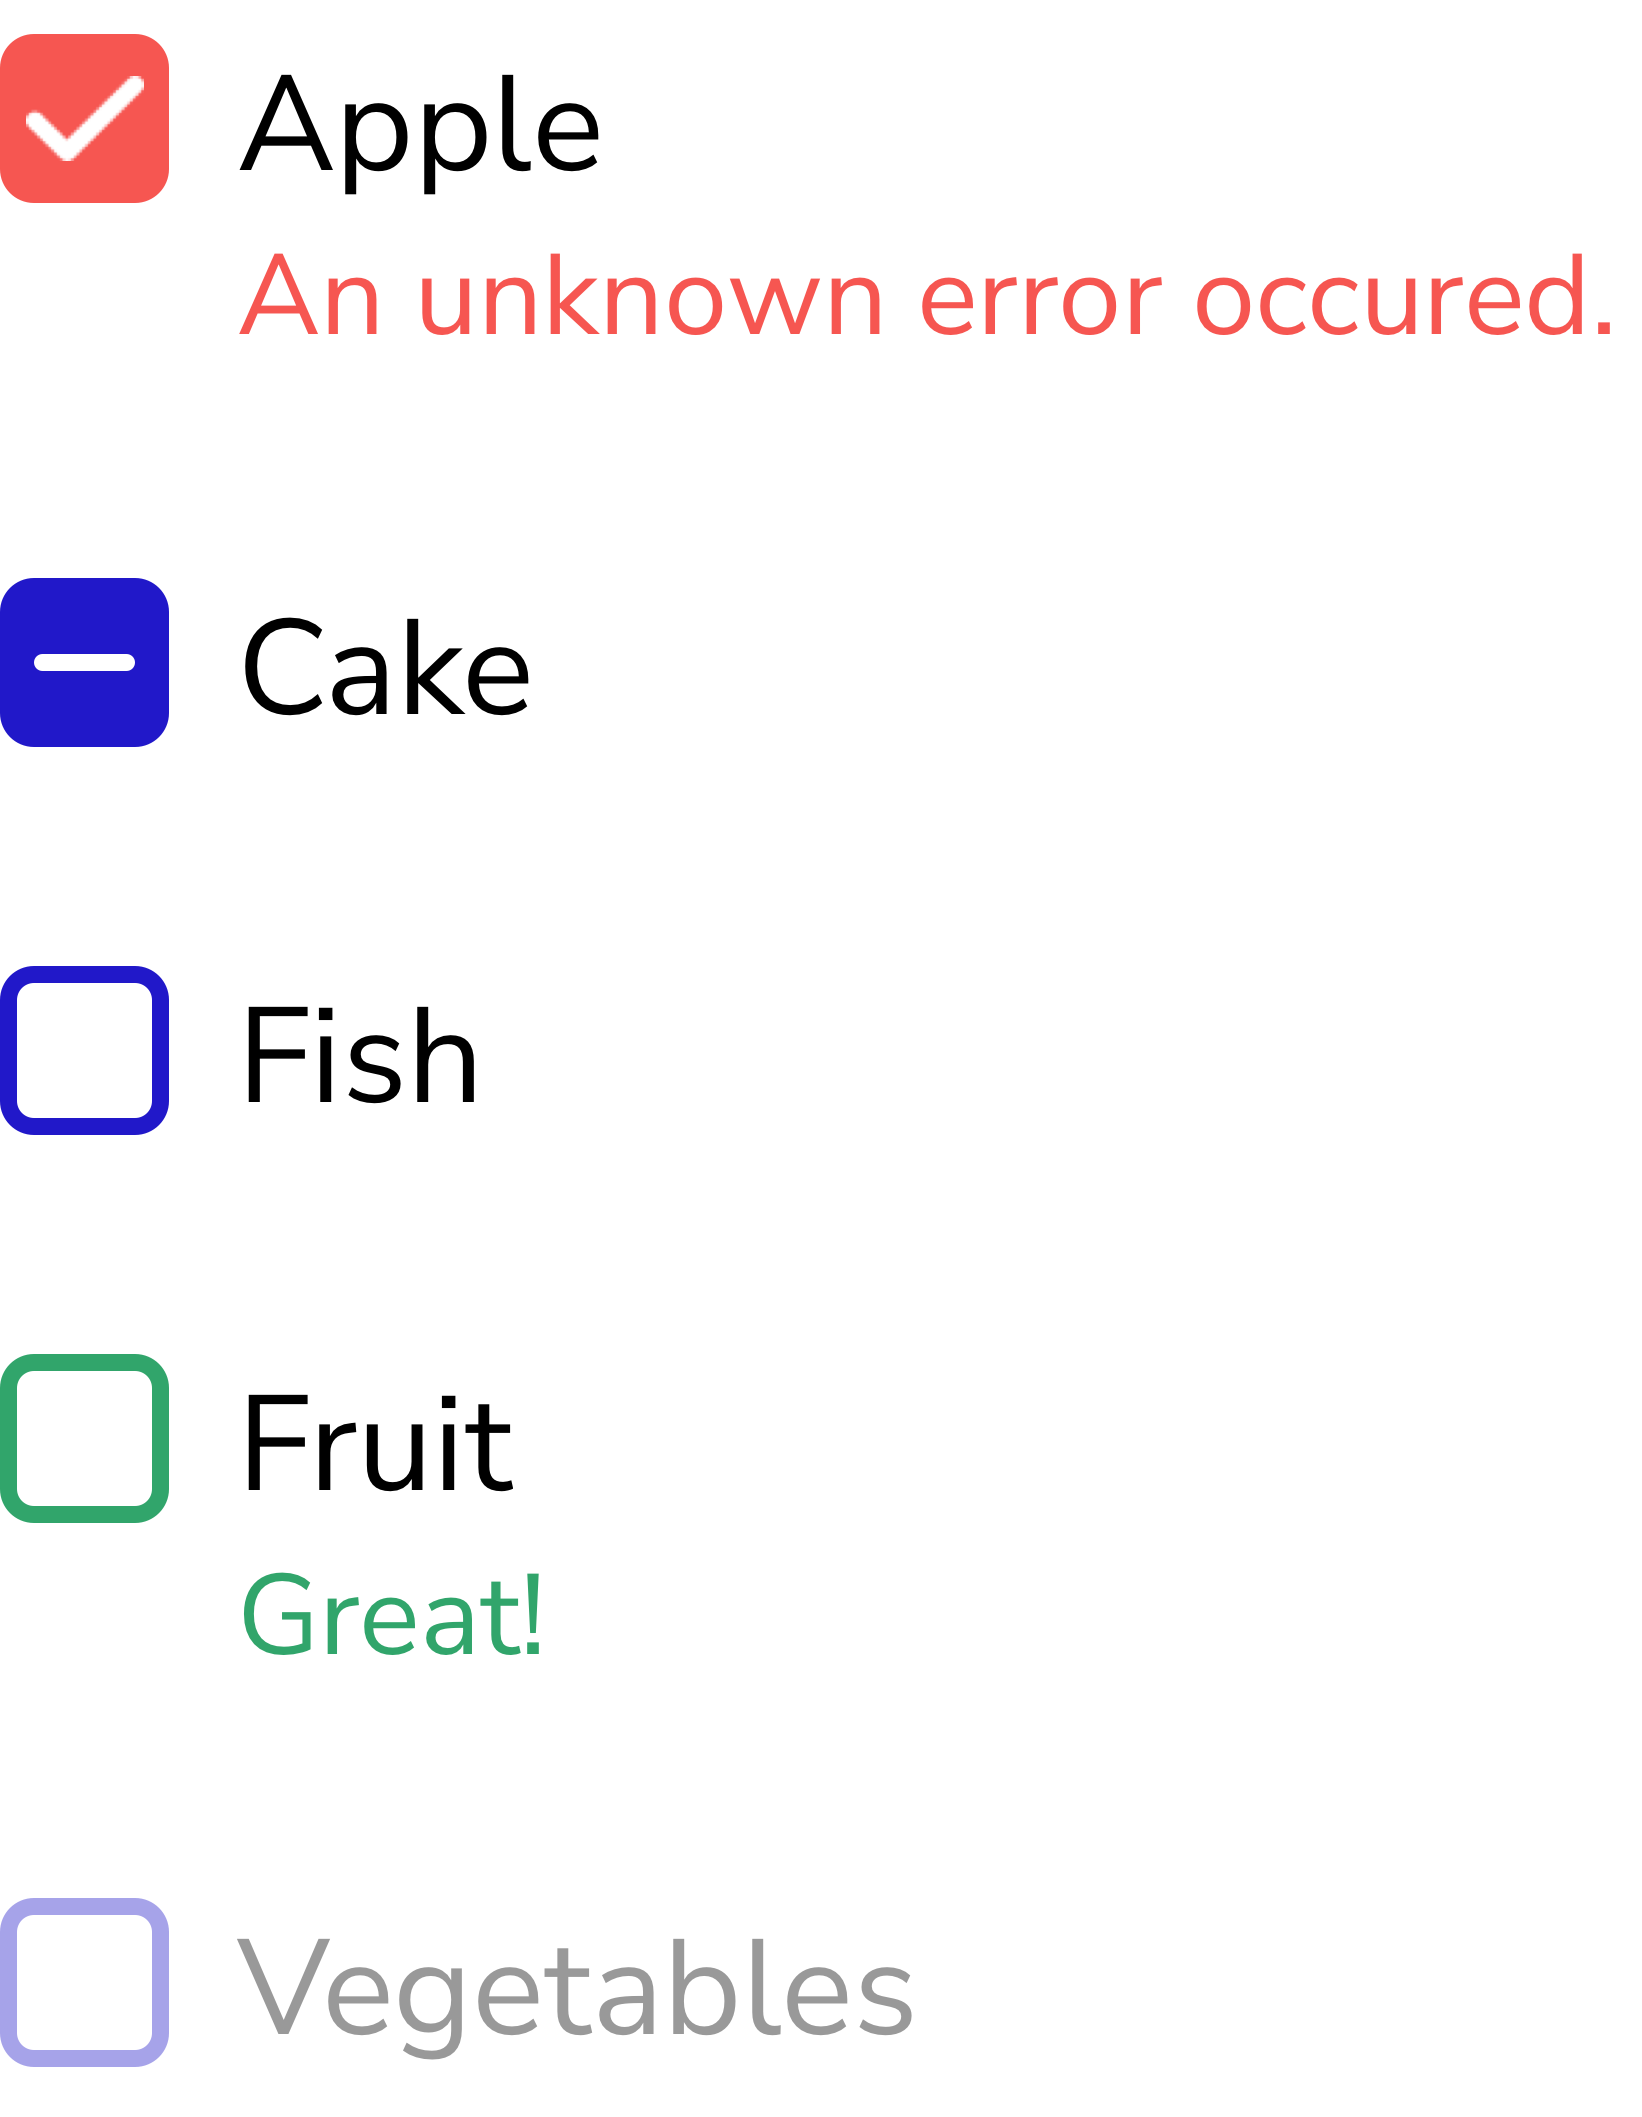 Apple
An unknown error occured.
Cake
Fish
Fruit
Great!
Vegetables